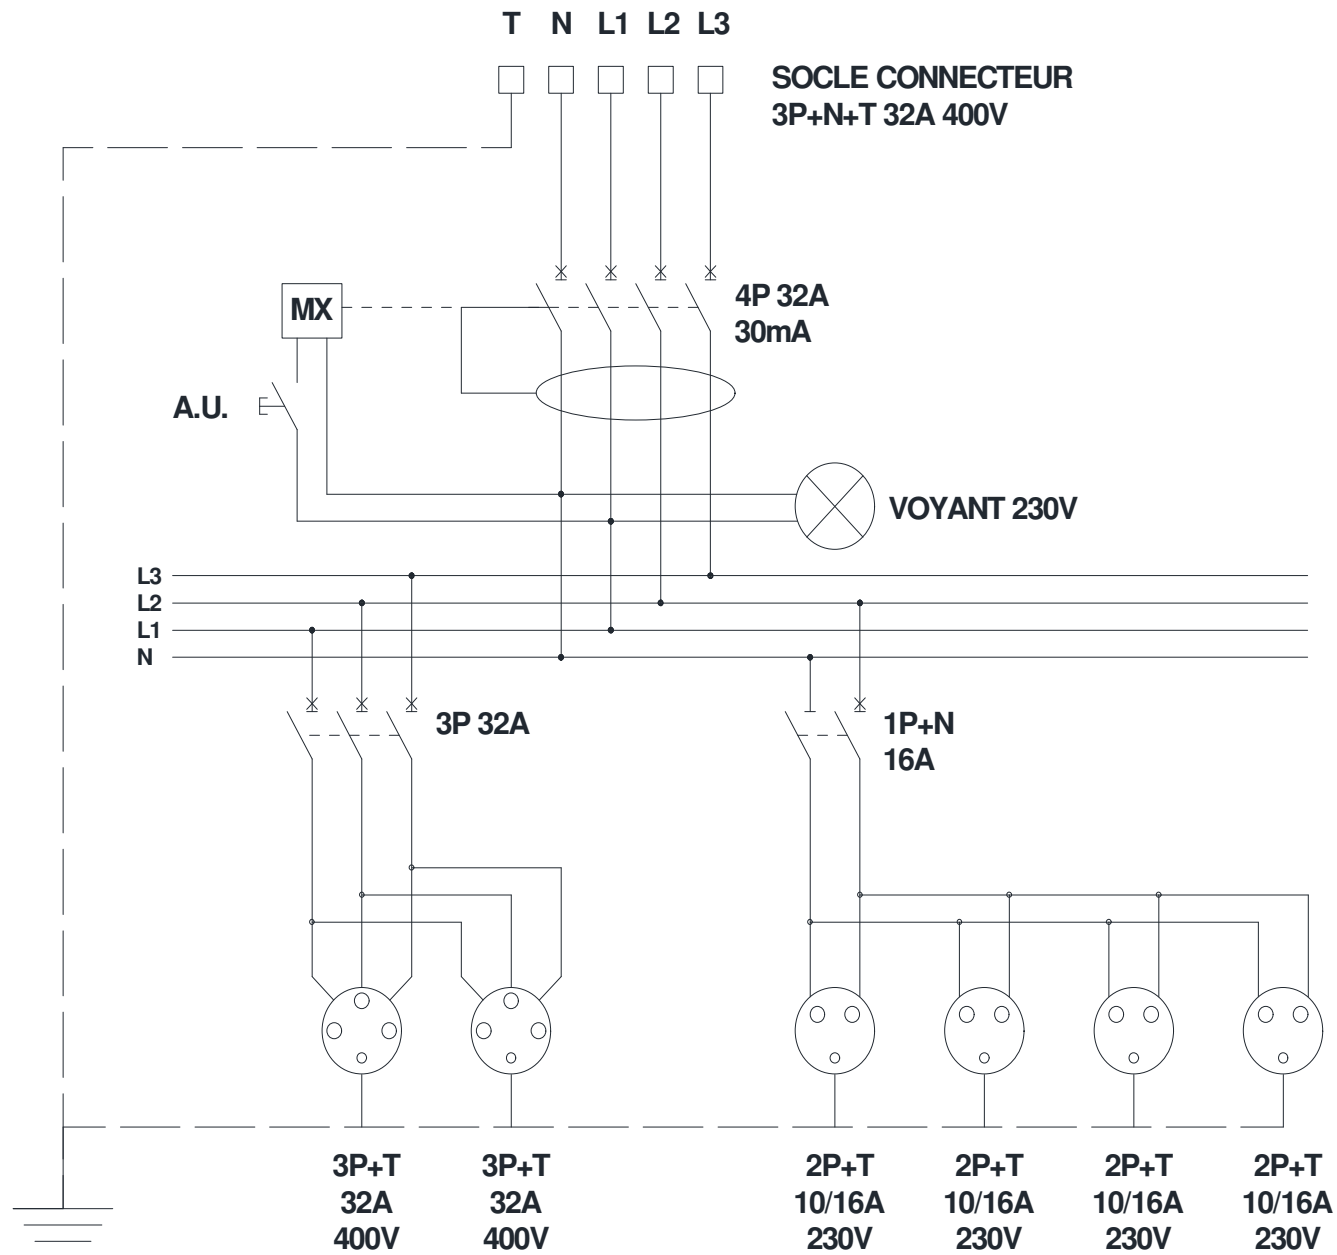 T N L1 L2 L3
SOCLE CONNECTEUR
3P+N+T 32A 400V
MX
4P 32A
30mA
A.U.
VOYANT 230V
L3
L2
L1
N
3P 32A
1P+N
16A
3P+T
32A
400V
3P+T
32A
400V
2P+T
10/16A
230V
2P+T
10/16A
230V
2P+T
10/16A
230V
2P+T
10/16A
230V